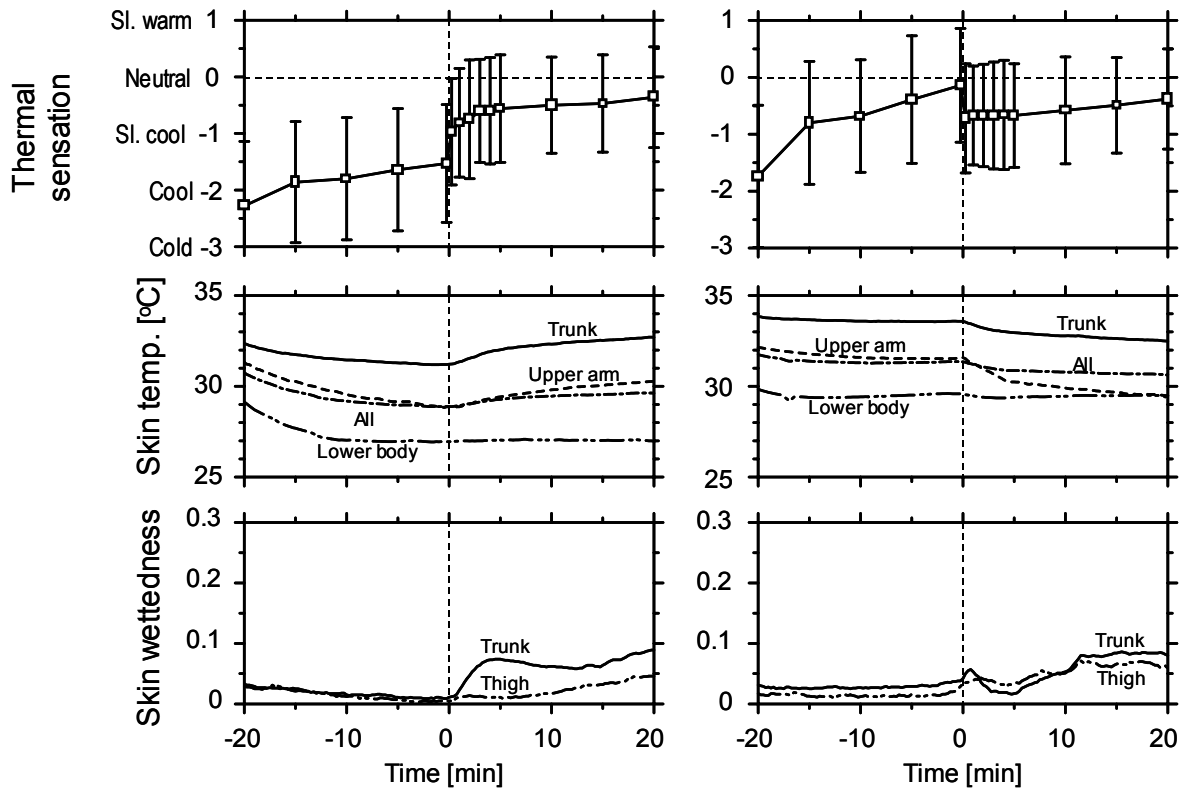 Thermal sensation
Sl. warm 1
Neutral 0
Sl. cool -1
Cool -2
Cold -3
1
0
-1
-2
-3
Skin temp. [ºC]
35
30
25
Trunk
Upper arm
All
Lower body
35
30
25
Trunk
Upper arm
All
Lower body
Skin wettedness
0.3
0.2
0.1
0
Trunk
Thigh
0.3
0.2
0.1
0
Trunk
Thigh
-20 -10 0 10 20
Time [min]
-20 -10 0 10 20
Time [min]